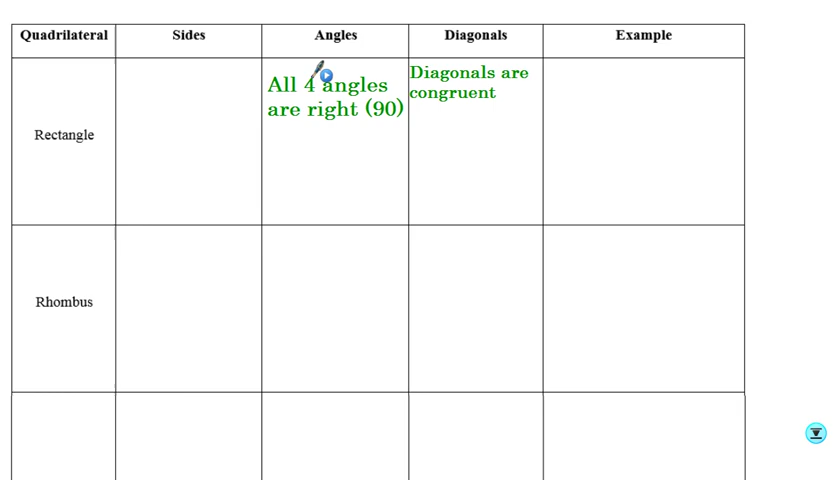 Quadrilateral Sides Angles Diagonals Example
Rectangle
All 4 angles
are right (90)
Diagonals are
congruent
Rhombus